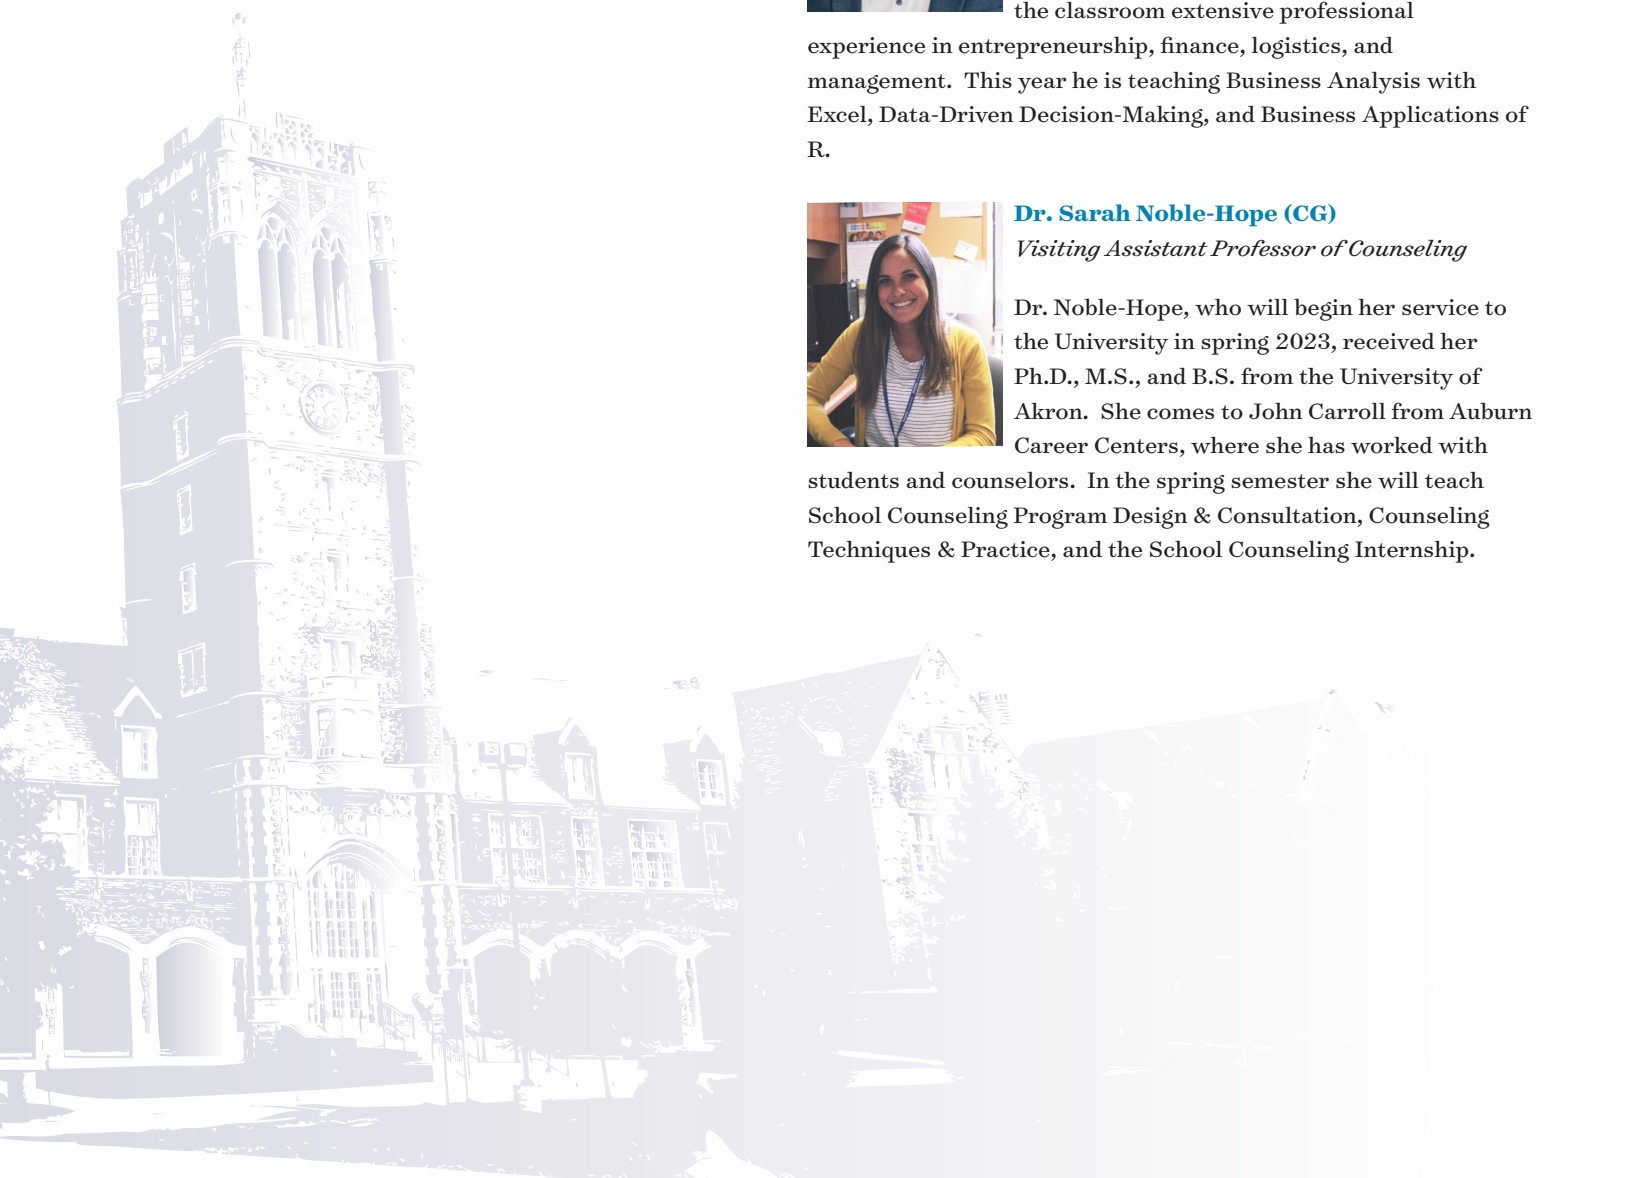 the classroom extensive professional
experience in entrepreneurship, finance, logistics, and
management.  This year he is teaching Business Analysis with
Excel, Data-Driven Decision-Making, and Business Applications of
R.
Dr. Sarah Noble-Hope (CG)
Visiting Assistant Professor of Counseling
Dr. Noble-Hope, who will begin her service to
the University in spring 2023, received her
Ph.D., M.S., and B.S. from the University of
Akron.  She comes to John Carroll from Auburn
Career Centers, where she has worked with
students and counselors.  In the spring semester she will teach
School Counseling Program Design & Consultation, Counseling
Techniques & Practice, and the School Counseling Internship.